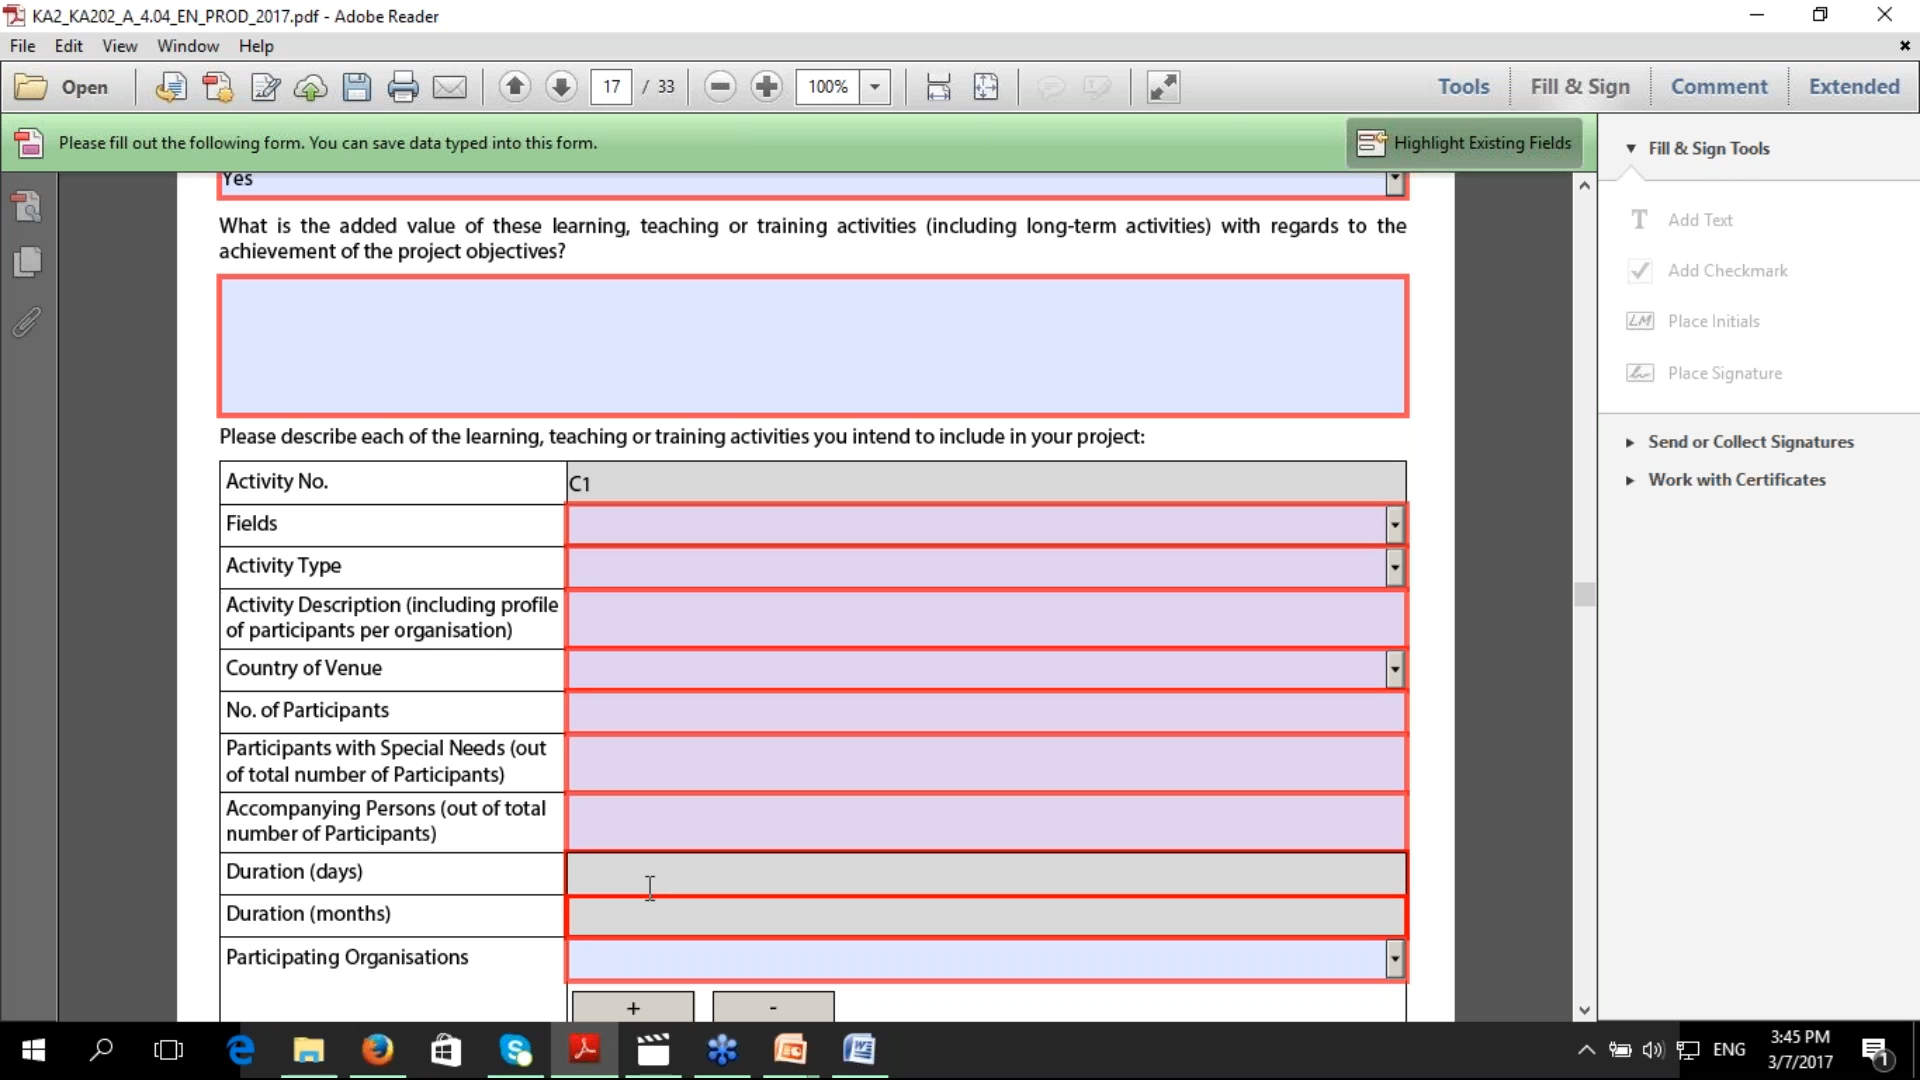 KA2_KA202_A_4.04_EN_PROD_2017.pdf - Adobe Reader
File Edit View Window Help
Open 17 / 33 100% Tools Fill & Sign Comment Extended
Please fill out the following form. You can save data typed into this form. Highlight Existing Fields
Fill & Sign Tools
T Add Text
Add Checkmark
LM Place Initials
Place Signature
Send or Collect Signatures
Work with Certificates
Yes
What is the added value of these learning, teaching or training activities (including long-term activities) with regards to the
achievement of the project objectives?
Please describe each of the learning, teaching or training activities you intend to include in your project:
Activity No. C1
Fields
Activity Type
Activity Description (including profile
of participants per organisation)
Country of Venue
No. of Participants
Participants with Special Needs (out
of total number of Participants)
Accompanying Persons (out of total
number of Participants)
Duration (days)
Duration (months)
Participating Organisations
+ -
ENG
3:45 PM
3/7/2017
1